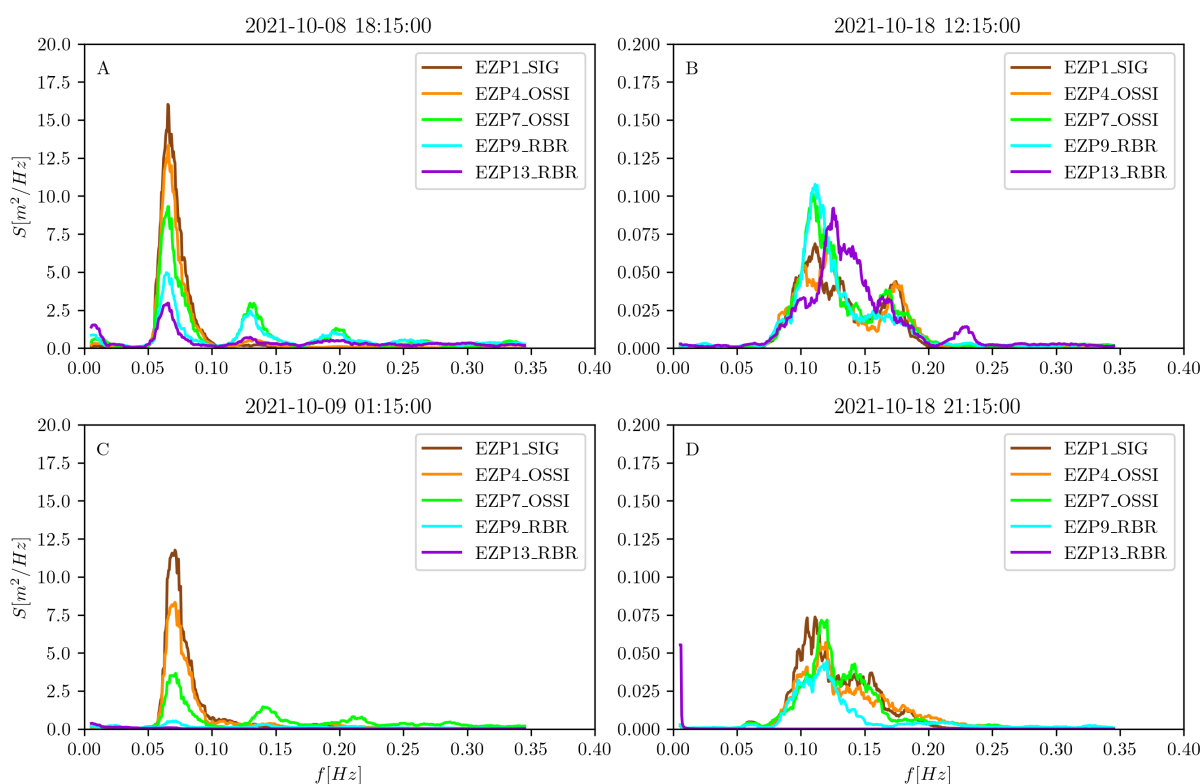 2021-10-08 18:15:00
A
EZP1_SIG
EZP4_OSSI
EZP7_OSSI
EZP9_RBR
EZP13_RBR
S[m²/Hz]
20.0
17.5
15.0
12.5
10.0
7.5
5.0
2.5
0.0
0.00 0.05 0.10 0.15 0.20 0.25 0.30 0.35 0.40
2021-10-18 12:15:00
B
EZP1_SIG
EZP4_OSSI
EZP7_OSSI
EZP9_RBR
EZP13_RBR
0.200
0.175
0.150
0.125
0.100
0.075
0.050
0.025
0.000
0.00 0.05 0.10 0.15 0.20 0.25 0.30 0.35 0.40
2021-10-09 01:15:00
C
EZP1_SIG
EZP4_OSSI
EZP7_OSSI
EZP9_RBR
EZP13_RBR
S[m²/Hz]
20.0
17.5
15.0
12.5
10.0
7.5
5.0
2.5
0.0
0.00 0.05 0.10 0.15 0.20 0.25 0.30 0.35 0.40
f[Hz]
2021-10-18 21:15:00
D
EZP1_SIG
EZP4_OSSI
EZP7_OSSI
EZP9_RBR
EZP13_RBR
0.200
0.175
0.150
0.125
0.100
0.075
0.050
0.025
0.000
0.00 0.05 0.10 0.15 0.20 0.25 0.30 0.35 0.40
f[Hz]